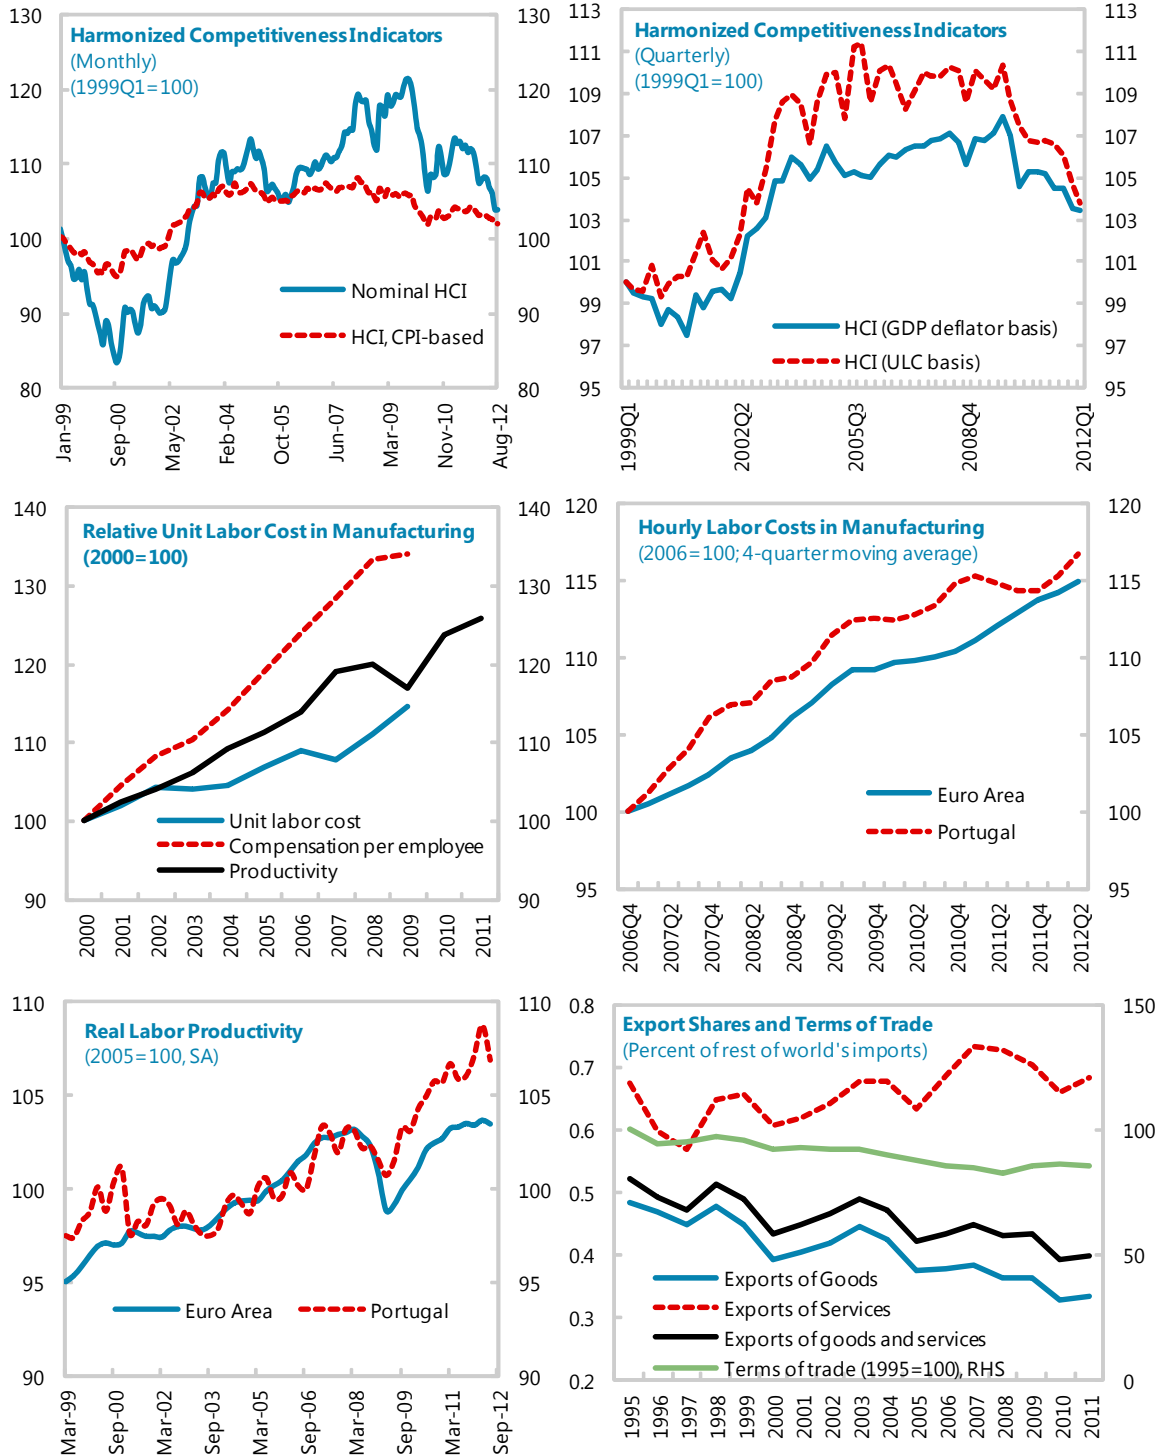 Harmonized Competitiveness Indicators
(Monthly)
(1999Q1=100)
130
120
110
100
90
80
130
120
110
100
90
80
Nominal HCI
HCI, CPI-based
Jan-99
Sep-00
May-02
Feb-04
Oct-05
Jun-07
Mar-09
Nov-10
Aug-12
Harmonized Competitiveness Indicators
(Quarterly)
(1999Q1=100)
113
111
109
107
105
103
101
99
97
95
113
111
109
107
105
103
101
99
97
95
HCI (GDP deflator basis)
HCI (ULC basis)
1999Q1
2002Q2
2005Q3
2008Q4
2012Q1
Relative Unit Labor Cost in Manufacturing
(2000=100)
140
130
120
110
100
90
140
130
120
110
100
90
Unit labor cost
Compensation per employee
Productivity
2000
2001
2002
2003
2004
2005
2006
2007
2008
2009
2010
2011
Hourly Labor Costs in Manufacturing
(2006=100; 4-quarter moving average)
120
115
110
105
100
95
120
115
110
105
100
95
Euro Area
Portugal
2006Q4
2007Q2
2007Q4
2008Q2
2008Q4
2009Q2
2009Q4
2010Q2
2010Q4
2011Q2
2011Q4
2012Q2
Real Labor Productivity
(2005=100, SA)
110
105
100
95
90
110
105
100
95
90
Euro Area
Portugal
Mar-99
Sep-00
Mar-02
Sep-03
Mar-05
Sep-06
Mar-08
Sep-09
Mar-11
Sep-12
Export Shares and Terms of Trade
(Percent of rest of world's imports)
0.8
0.7
0.6
0.5
0.4
0.3
0.2
150
100
50
0
Exports of Goods
Exports of Services
Exports of goods and services
Terms of trade (1995=100), RHS
1995
1996
1997
1998
1999
2000
2001
2002
2003
2004
2005
2006
2007
2008
2009
2010
2011